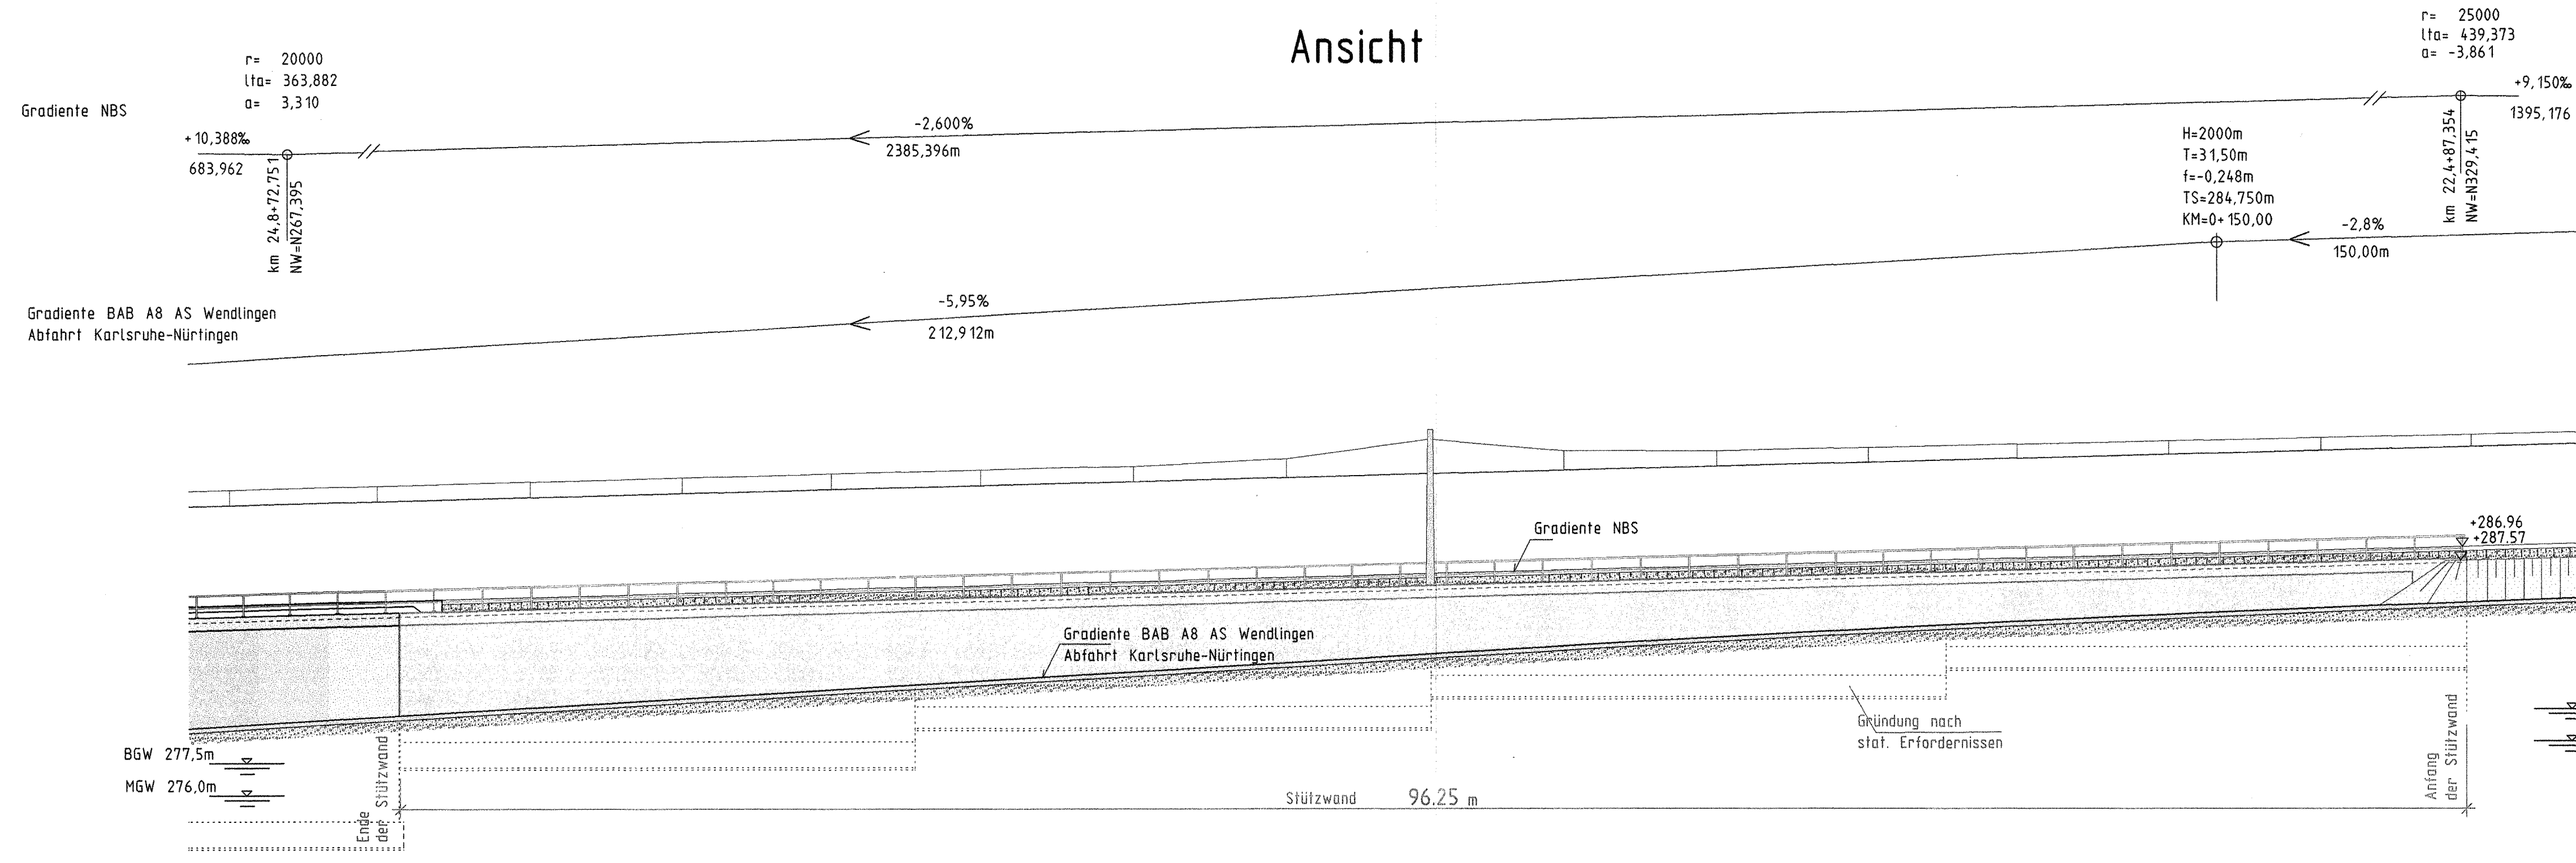 Ansicht
r= 20000
lta= 363,882
a= 3,310
r= 25000
lta= 439,373
a= -3,861
Gradiente NBS
+10,388‰
683,962
km 24,8+72,751
NW=N267,395
-2,600%
2385,396m
+9,150‰
1395,176
km 22,4+87,354
NW=N329,415
H=2000m
T=31,50m
f=-0,248m
TS=284,750m
KM=0+150,00
-2,8%
150,00m
Gradiente BAB A8 AS Wendlingen
Abfahrt Karlsruhe-Nürtingen
-5,95%
212,912m
Gradiente NBS
+286.96
+287.57
Gradiente BAB A8 AS Wendlingen
Abfahrt Karlsruhe-Nürtingen
Gründung nach
stat. Erfordernissen
BGW 277,5m
MGW 276,0m
Ende
der Stützwand
Stützwand 96.25 m
Anfang
der Stützwand